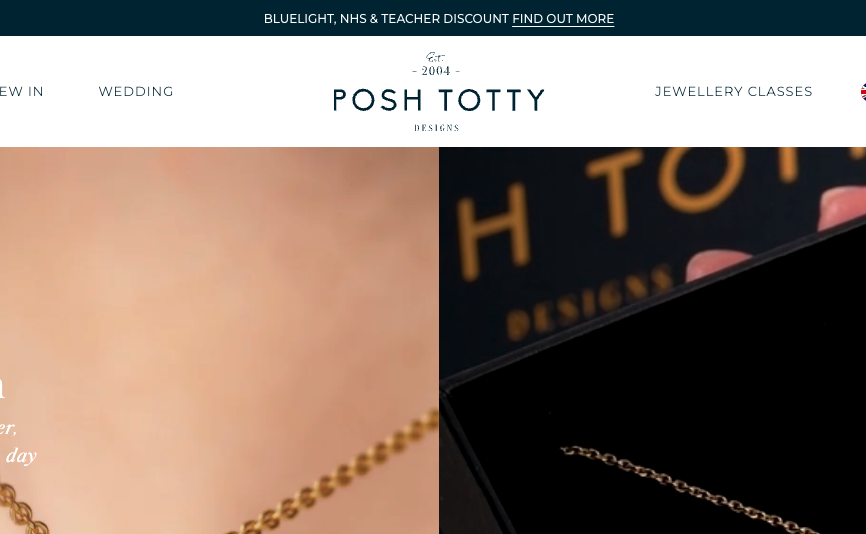 BLUELIGHT, NHS & TEACHER DISCOUNT FIND OUT MORE
EW IN
WEDDING
Est.
- 2004 -
POSH TOTTY
DESIGNS
JEWELLERY CLASSES
H TOT
DESIGNS
er,
day